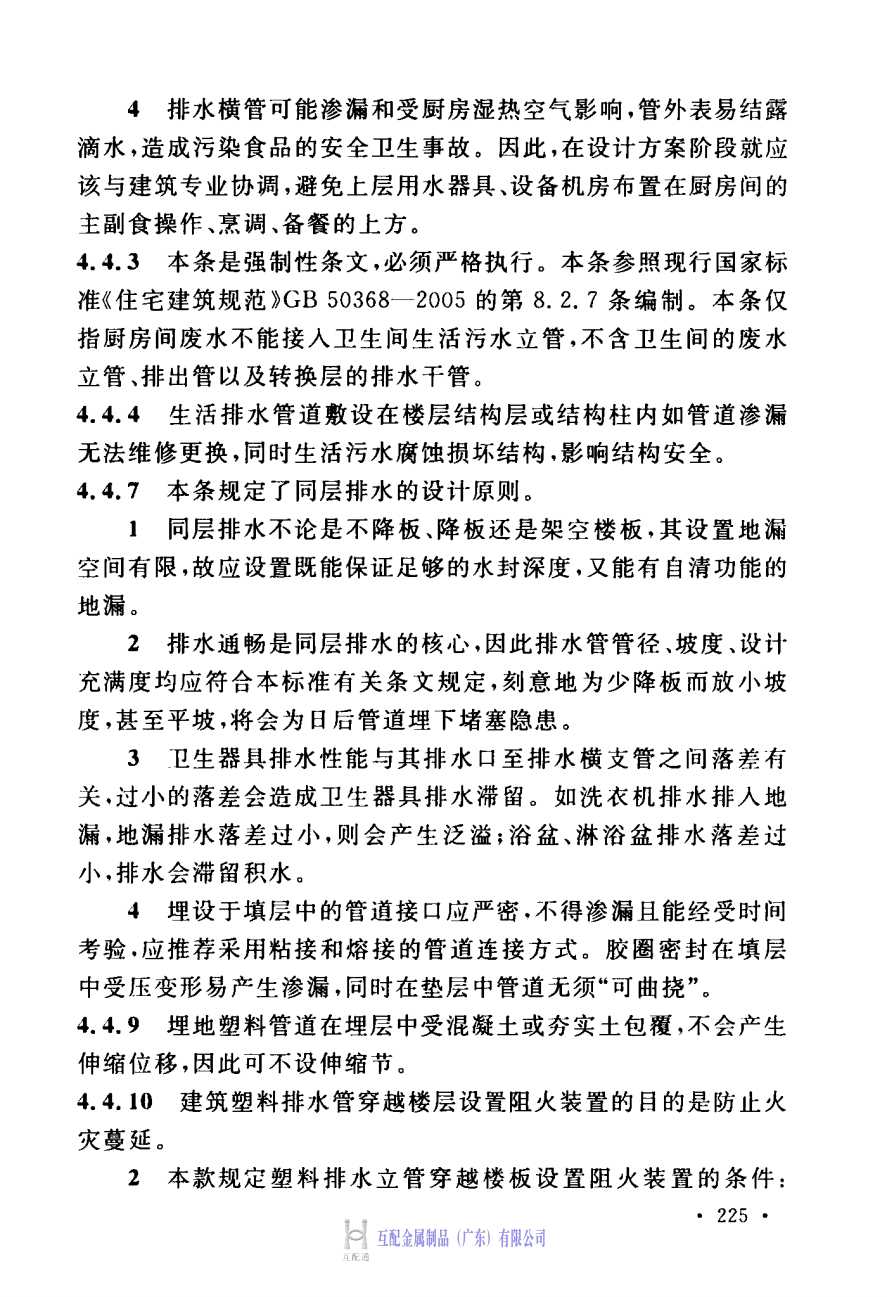 4 排水横管可能渗漏和受厨房湿热空气影响,管外表易结露
滴水,造成污染食品的安全卫生事故。因此,在设计方案阶段就应
该与建筑专业协调,避免上层用水器具、设备机房布置在厨房间的
主副食操作、烹调、备餐的上方。
4.4.3 本条是强制性条文,必须严格执行。本条参照现行国家标
准《住宅建筑规范》GB 50368—2005 的第 8.2.7 条编制。本条仅
指厨房间废水不能接入卫生间生活污水立管,不含卫生间的废水
立管、排出管以及转换层的排水干管。
4.4.4 生活排水管道敷设在楼层结构层或结构柱内如管道渗漏
无法维修更换,同时生活污水腐蚀损坏结构,影响结构安全。
4.4.7 本条规定了同层排水的设计原则。
1 同层排水不论是不降板、降板还是架空楼板,其设置地漏
空间有限,故应设置既能保证足够的水封深度,又能有自清功能的
地漏。
2 排水通畅是同层排水的核心,因此排水管管径、坡度、设计
充满度均应符合本标准有关条文规定,刻意地为少降板而放小坡
度,甚至平坡,将会为日后管道埋下堵塞隐患。
3 卫生器具排水性能与其排水口至排水横支管之间落差有
关,过小的落差会造成卫生器具排水滞留。如洗衣机排水排入地
漏,地漏排水落差过小,则会产生泛溢;浴盆、淋浴盆排水落差过
小,排水会滞留积水。
4 埋设于填层中的管道接口应严密,不得渗漏且能经受时间
考验,应推荐采用粘接和熔接的管道连接方式。胶圈密封在填层
中受压变形易产生渗漏,同时在垫层中管道无须“可曲挠”。
4.4.9 埋地塑料管道在埋层中受混凝土或夯实土包覆,不会产生
伸缩位移,因此可不设伸缩节。
4.4.10 建筑塑料排水管穿越楼层设置阻火装置的目的是防止火
灾蔓延。
2 本款规定塑料排水立管穿越楼板设置阻火装置的条件:
• 225 •
互配金属制品（广东）有限公司
互配通